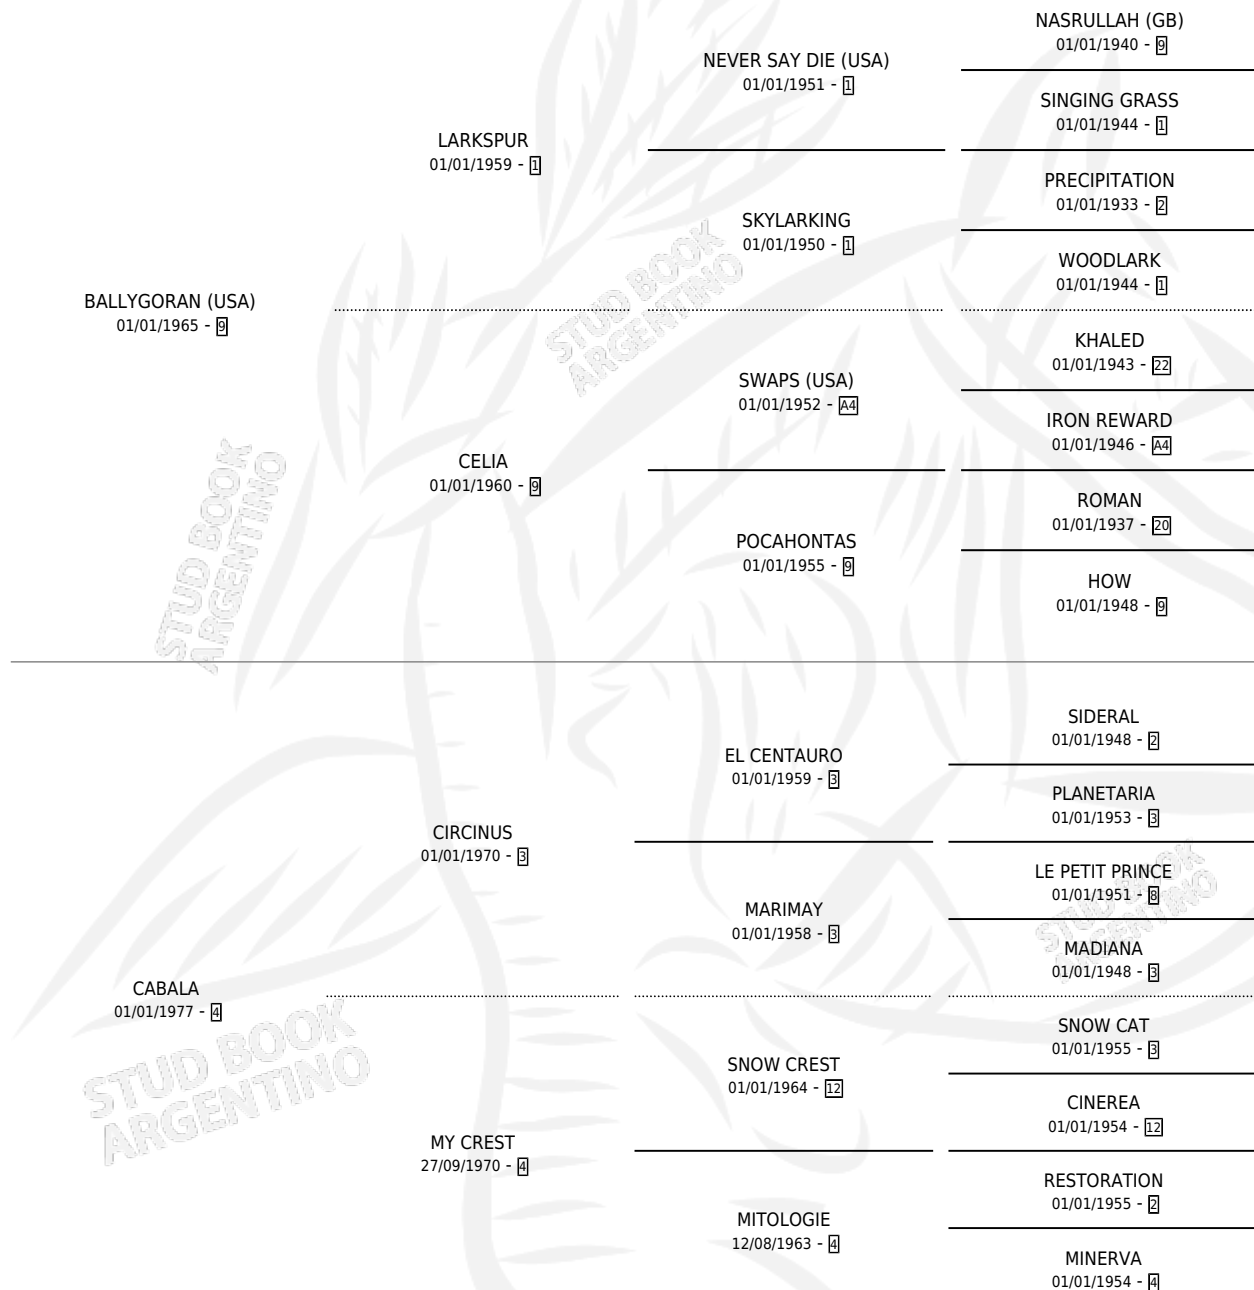 NASRULLAH (GB)
01/01/1940 - 9
NEVER SAY DIE (USA)
01/01/1951 - 1
SINGING GRASS
01/01/1944 - 1
LARKSPUR
01/01/1959 - 1
PRECIPITATION
01/01/1933 - 2
SKYLARKING
01/01/1950 - 1
WOODLARK
01/01/1944 - 1
BALLYGORAN (USA)
01/01/1965 - 9
KHALED
01/01/1943 - 22
SWAPS (USA)
01/01/1952 - A4
IRON REWARD
01/01/1946 - A4
CELIA
01/01/1960 - 9
ROMAN
01/01/1937 - 20
POCAHONTAS
01/01/1955 - 9
HOW
01/01/1948 - 9
SIDERAL
01/01/1948 - 2
EL CENTAURO
01/01/1959 - 3
PLANETARIA
01/01/1953 - 3
CIRCINUS
01/01/1970 - 3
LE PETIT PRINCE
01/01/1951 - 8
MARIMAY
01/01/1958 - 3
MADIANA
01/01/1948 - 3
CABALA
01/01/1977 - 4
SNOW CAT
01/01/1955 - 3
SNOW CREST
01/01/1964 - 12
CINEREA
01/01/1954 - 12
MY CREST
27/09/1970 - 4
RESTORATION
01/01/1955 - 2
MITOLOGIE
12/08/1963 - 4
MINERVA
01/01/1954 - 4
STUD BOOK
ARGENTINO
STUD BOOK
ARGENTINO
STUD BOOK
ARGENTINO
STUD BOOK
ARGENTINO